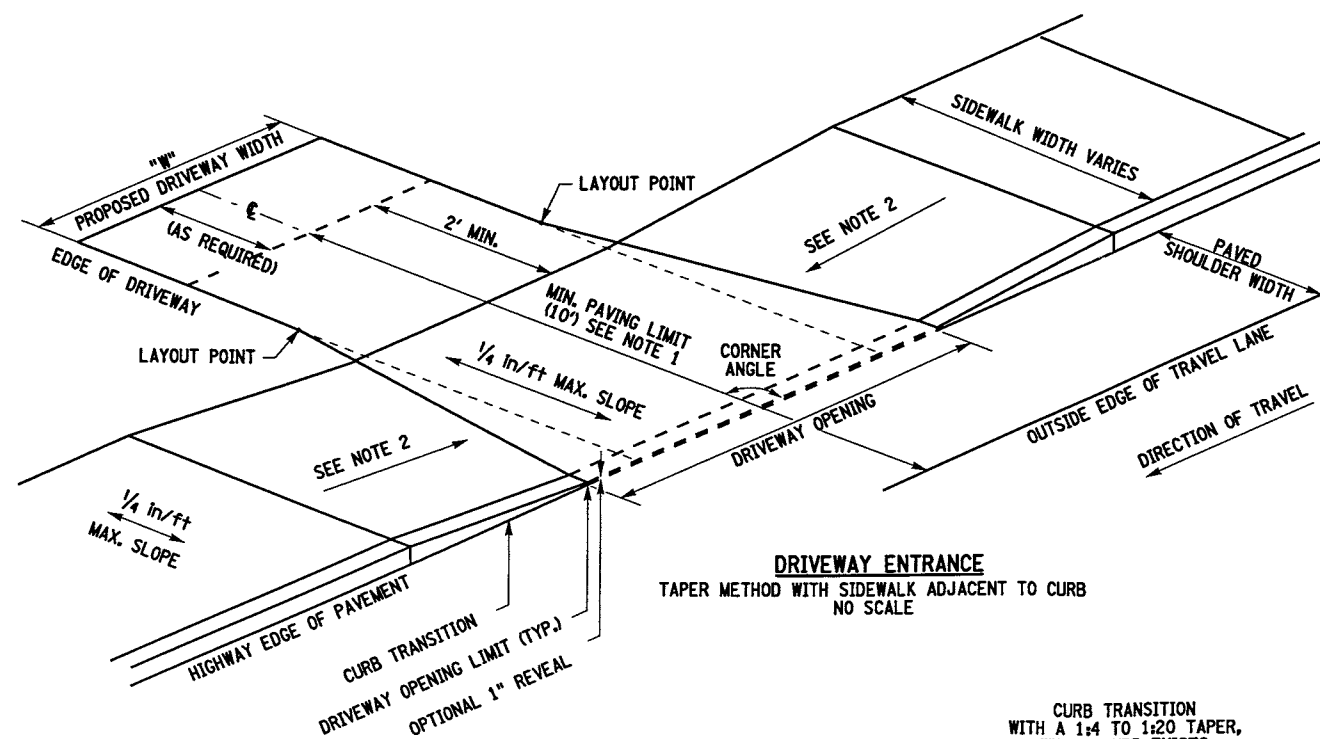 "W"
PROPOSED DRIVEWAY WIDTH
℄
(AS REQUIRED)
EDGE OF DRIVEWAY
LAYOUT POINT
LAYOUT POINT
2' MIN.
MIN. PAVING LIMIT
(10') SEE NOTE 1
1/4 in/ft MAX. SLOPE
CORNER
ANGLE
DRIVEWAY OPENING
SEE NOTE 2
SIDEWALK WIDTH VARIES
PAVED
SHOULDER WIDTH
OUTSIDE EDGE OF TRAVEL LANE
DIRECTION OF TRAVEL
SEE NOTE 2
1/4 in/ft
MAX. SLOPE
HIGHWAY EDGE OF PAVEMENT
CURB TRANSITION
DRIVEWAY OPENING LIMIT (TYP.)
OPTIONAL 1" REVEAL
DRIVEWAY ENTRANCE
TAPER METHOD WITH SIDEWALK ADJACENT TO CURB
NO SCALE
CURB TRANSITION
WITH A 1:4 TO 1:20 TAPER,